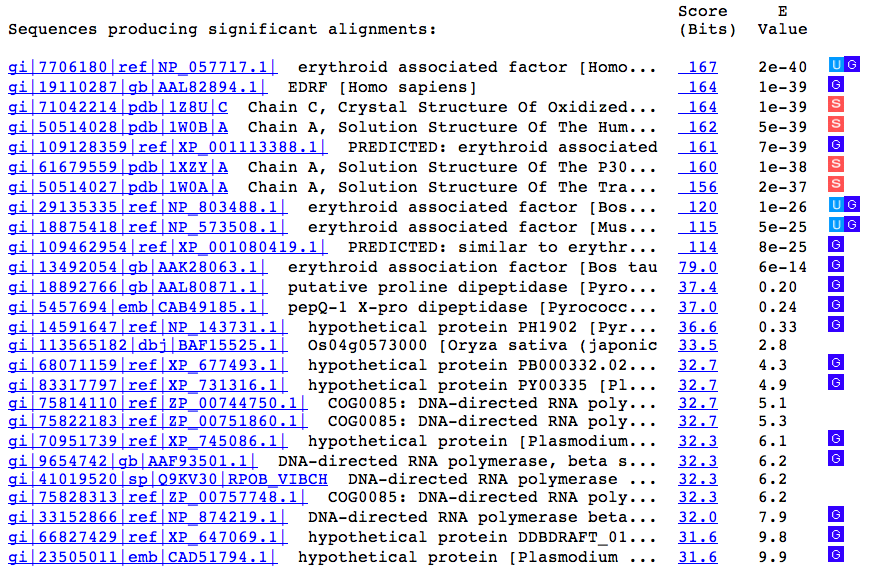 Score E
Sequences producing significant alignments: (Bits) Value
gi|7706180|ref|NP_057717.1| erythroid associated factor [Homo... 167 2e-40 U G
gi|19110287|gb|AAL82894.1| EDRF [Homo sapiens] 164 1e-39 G
gi|71042214|pdb|1Z8U|C Chain C, Crystal Structure Of Oxidized... 164 1e-39 S
gi|50514028|pdb|1W0B|A Chain A, Solution Structure Of The Hum... 162 5e-39 S
gi|109128359|ref|XP_001113388.1| PREDICTED: erythroid associated 161 7e-39 G
gi|61679559|pdb|1XZY|A Chain A, Solution Structure Of The P30... 160 1e-38 S
gi|50514027|pdb|1W0A|A Chain A, Solution Structure Of The Tra... 156 2e-37 S
gi|29135335|ref|NP_803488.1| erythroid associated factor [Bos... 120 1e-26 U G
gi|18875418|ref|NP_573508.1| erythroid associated factor [Mus... 115 5e-25 U G
gi|109462954|ref|XP_001080419.1| PREDICTED: similar to erythr... 114 8e-25 G
gi|13492054|gb|AAK28063.1| erythroid association factor [Bos tau 79.0 6e-14 G
gi|18892766|gb|AAL80871.1| putative proline dipeptidase [Pyro... 37.4 0.20 G
gi|5457694|emb|CAB49185.1| pepQ-1 X-pro dipeptidase [Pyrococc... 37.0 0.24 G
gi|14591647|ref|NP_143731.1| hypothetical protein PH1902 [Pyr... 36.6 0.33 G
gi|113565182|dbj|BAF15525.1| Os04g0573000 [Oryza sativa (japonic 33.5 2.8
gi|68071159|ref|XP_677493.1| hypothetical protein PB000332.02... 32.7 4.3 G
gi|83317797|ref|XP_731316.1| hypothetical protein PY00335 [Pl... 32.7 4.9 G
gi|75814110|ref|ZP_00744750.1| COG0085: DNA-directed RNA poly... 32.7 5.1
gi|75822183|ref|ZP_00751860.1| COG0085: DNA-directed RNA poly... 32.7 5.3
gi|70951739|ref|XP_745086.1| hypothetical protein [Plasmodium... 32.3 6.1 G
gi|9654742|gb|AAF93501.1| DNA-directed RNA polymerase, beta s... 32.3 6.2 G
gi|41019520|sp|Q9KV30|RPOB_VIBCH DNA-directed RNA polymerase ... 32.3 6.2
gi|75828313|ref|ZP_00757748.1| COG0085: DNA-directed RNA poly... 32.3 6.2
gi|33152866|ref|NP_874219.1| DNA-directed RNA polymerase beta... 32.0 7.9 G
gi|66827429|ref|XP_647069.1| hypothetical protein DDBDRAFT_01... 31.6 9.8 G
gi|23505011|emb|CAD51794.1| hypothetical protein [Plasmodium ... 31.6 9.9 G